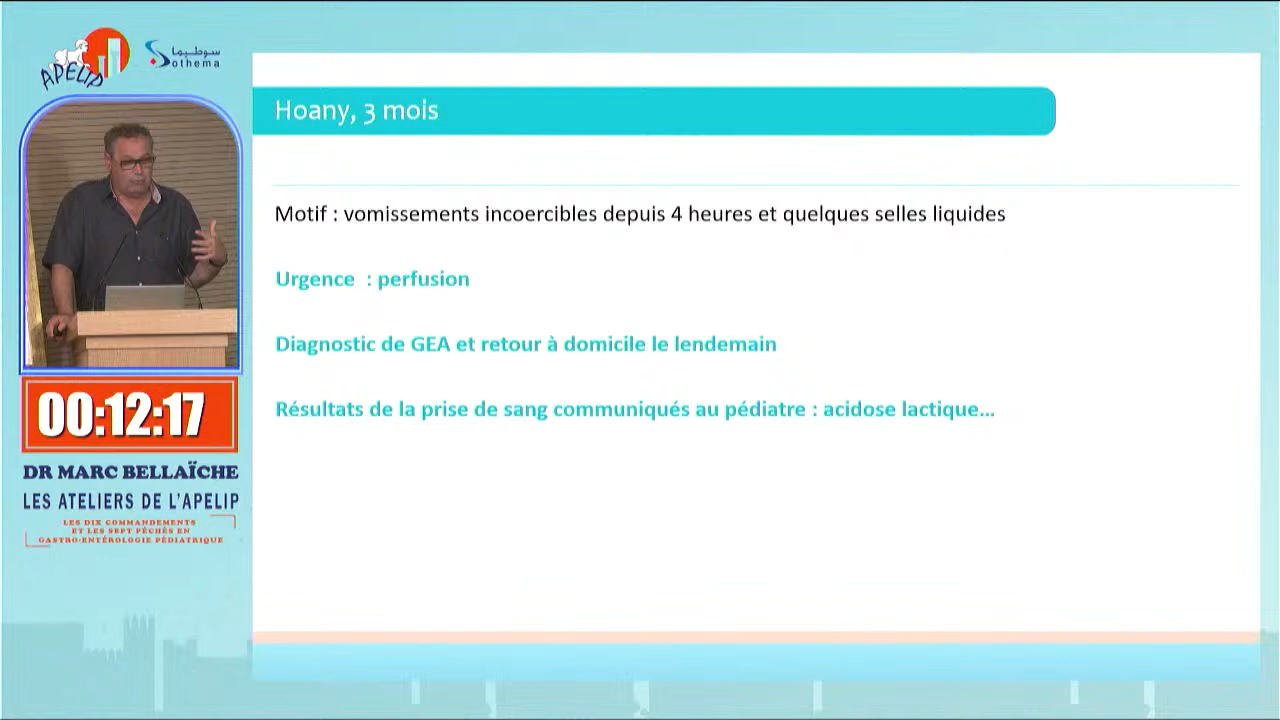 APELIP
سوطيما
Sothema
Hoany, 3 mois
Motif : vomissements incoercibles depuis 4 heures et quelques selles liquides
Urgence : perfusion
Diagnostic de GEA et retour à domicile le lendemain
Résultats de la prise de sang communiqués au pédiatre : acidose lactique...
00:12:17
DR MARC BELLAÏCHE
LES ATELIERS DE L'APELIP
LES DIX COMMANDEMENTS
ET LES SEPT PÉCHÉS EN
GASTRO-ENTÉROLOGIE PÉDIATRIQUE